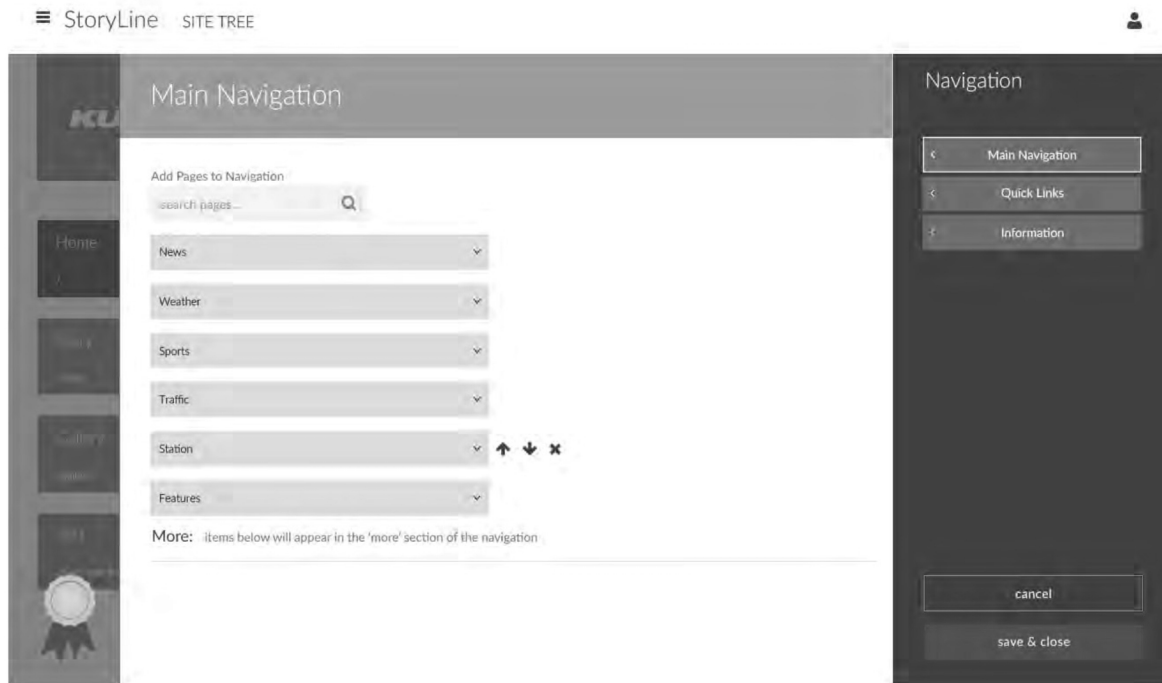 StoryLine SITE TREE
Main Navigation
Navigation
KU
Add Pages to Navigation
search pages...
Main Navigation
Quick Links
Information
Home
/
News
Weather
Sports
Traffic
Gallery
Station
Features
More: items below will appear in the 'more' section of the navigation
cancel
save & close